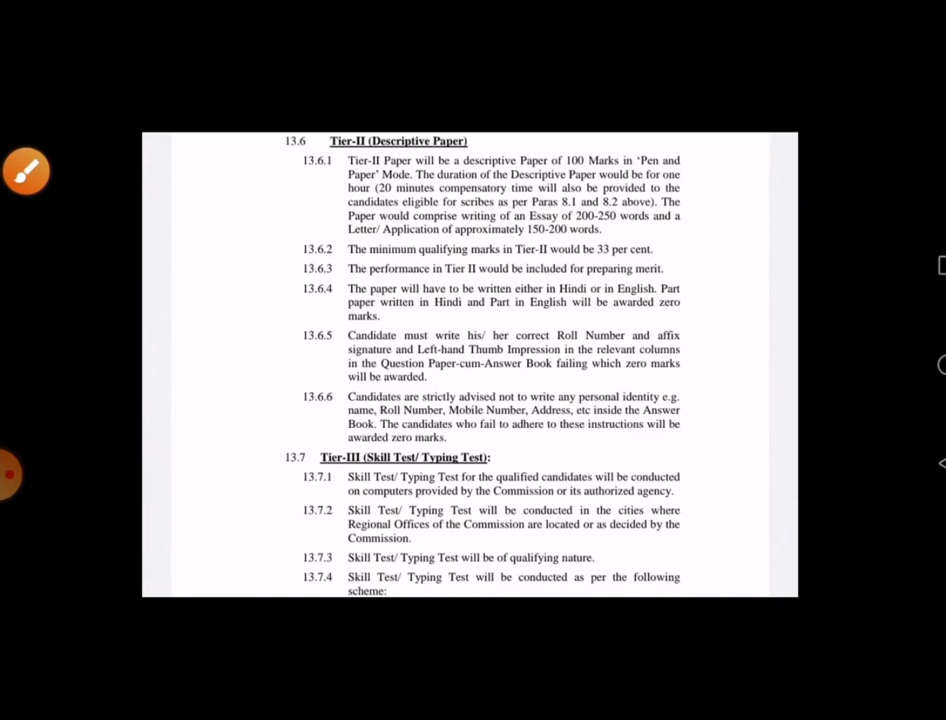 13.6 Tier-II (Descriptive Paper)
13.6.1 Tier-II Paper will be a descriptive Paper of 100 Marks in ‘Pen and
Paper’ Mode. The duration of the Descriptive Paper would be for one
hour (20 minutes compensatory time will also be provided to the
candidates eligible for scribes as per Paras 8.1 and 8.2 above). The
Paper would comprise writing of an Essay of 200-250 words and a
Letter/ Application of approximately 150-200 words.
13.6.2 The minimum qualifying marks in Tier-II would be 33 per cent.
13.6.3 The performance in Tier II would be included for preparing merit.
13.6.4 The paper will have to be written either in Hindi or in English. Part
paper written in Hindi and Part in English will be awarded zero
marks.
13.6.5 Candidate must write his/ her correct Roll Number and affix
signature and Left-hand Thumb Impression in the relevant columns
in the Question Paper-cum-Answer Book failing which zero marks
will be awarded.
13.6.6 Candidates are strictly advised not to write any personal identity e.g.
name, Roll Number, Mobile Number, Address, etc inside the Answer
Book. The candidates who fail to adhere to these instructions will be
awarded zero marks.
13.7 Tier-III (Skill Test/ Typing Test):
13.7.1 Skill Test/ Typing Test for the qualified candidates will be conducted
on computers provided by the Commission or its authorized agency.
13.7.2 Skill Test/ Typing Test will be conducted in the cities where
Regional Offices of the Commission are located or as decided by the
Commission.
13.7.3 Skill Test/ Typing Test will be of qualifying nature.
13.7.4 Skill Test/ Typing Test will be conducted as per the following
scheme: